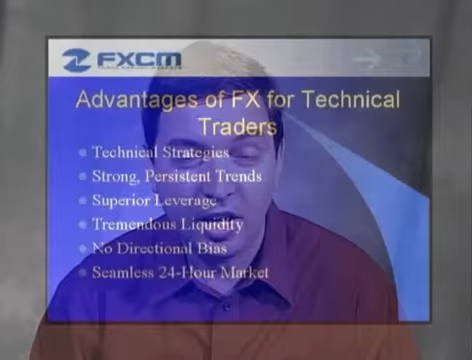 FXCM
Advantages of FX for Technical
Traders
Technical Strategies
Strong, Persistent Trends
Superior Leverage
Tremendous Liquidity
No Directional Bias
Seamless 24-Hour Market